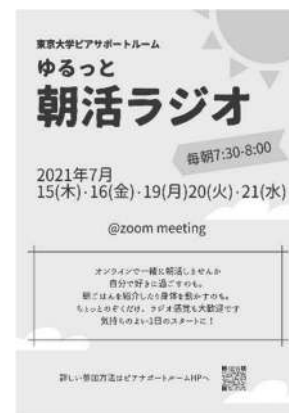 東京大学ピアサポートルーム
ゆるっと
朝活ラジオ
毎朝7:30-8:00
2021年7月
15(木)・16(金)・19(月)20(火)・21(水)
@zoom meeting
オンラインで一緒に朝活しませんか
自分で好きに過ごすのも。
朝ごはんを紹介したり身体を動かすのも。
ちょっとのぞくだけ、ラジオ感覚も大歓迎です
気持ちのよい1日のスタートに！
詳しい参加方法はピアサポートルームHPへ